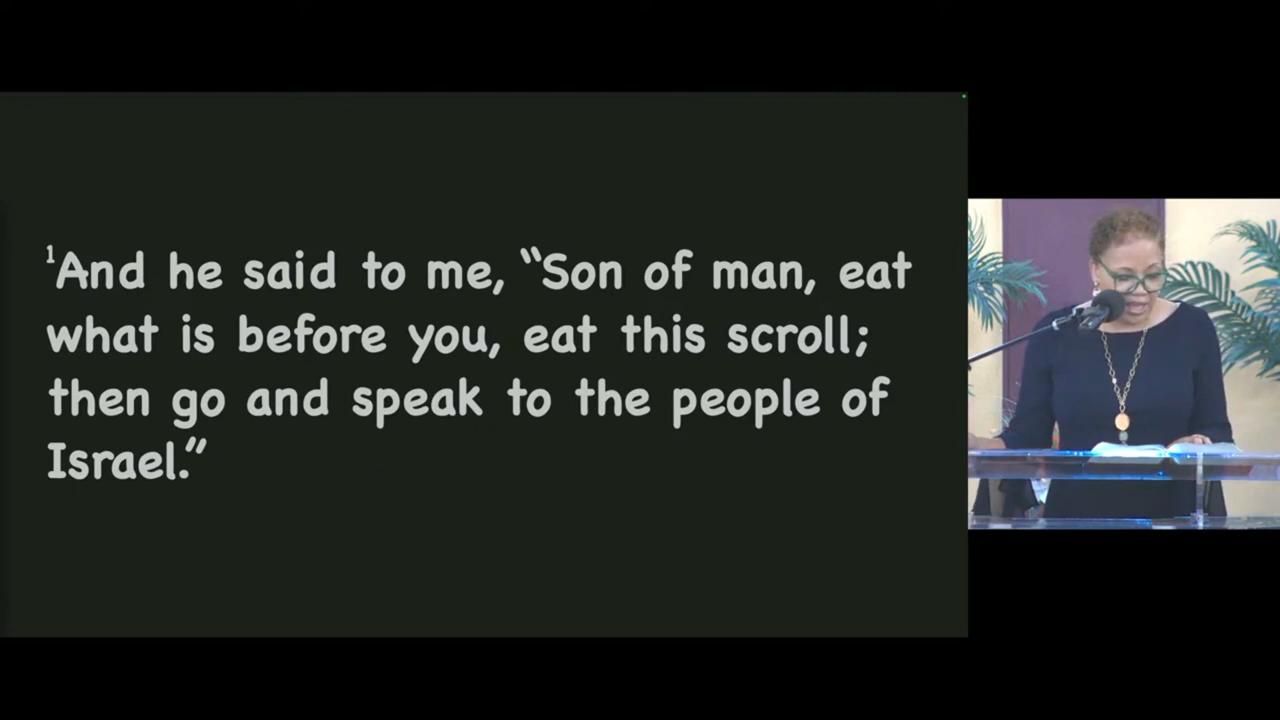 ¹And he said to me, “Son of man, eat
what is before you, eat this scroll;
then go and speak to the people of
Israel.”